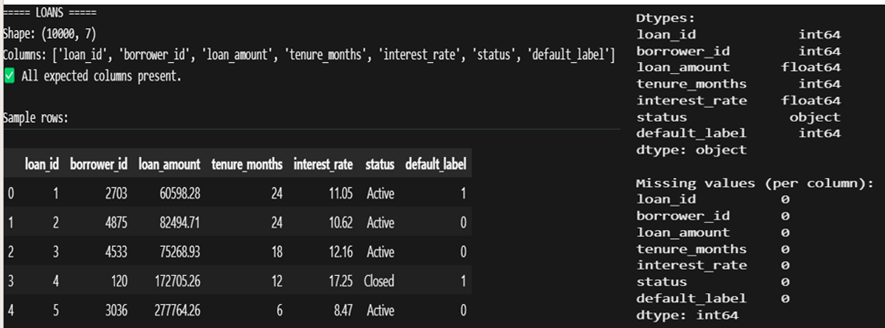 ===== LOANS =====
Shape: (10000, 7)
Columns: ['loan_id', 'borrower_id', 'loan_amount', 'tenure_months', 'interest_rate', 'status', 'default_label']
✅ All expected columns present.
Sample rows:
loan_id borrower_id loan_amount tenure_months interest_rate status default_label
0 1 2703 60598.28 24 11.05 Active 1
1 2 4875 82494.71 24 10.62 Active 0
2 3 4533 75268.93 18 12.16 Active 0
3 4 120 172705.26 12 17.25 Closed 1
4 5 3036 277764.26 6 8.47 Active 0
Dtypes:
loan_id int64
borrower_id int64
loan_amount float64
tenure_months int64
interest_rate float64
status object
default_label int64
dtype: object
Missing values (per column):
loan_id 0
borrower_id 0
loan_amount 0
tenure_months 0
interest_rate 0
status 0
default_label 0
dtype: int64